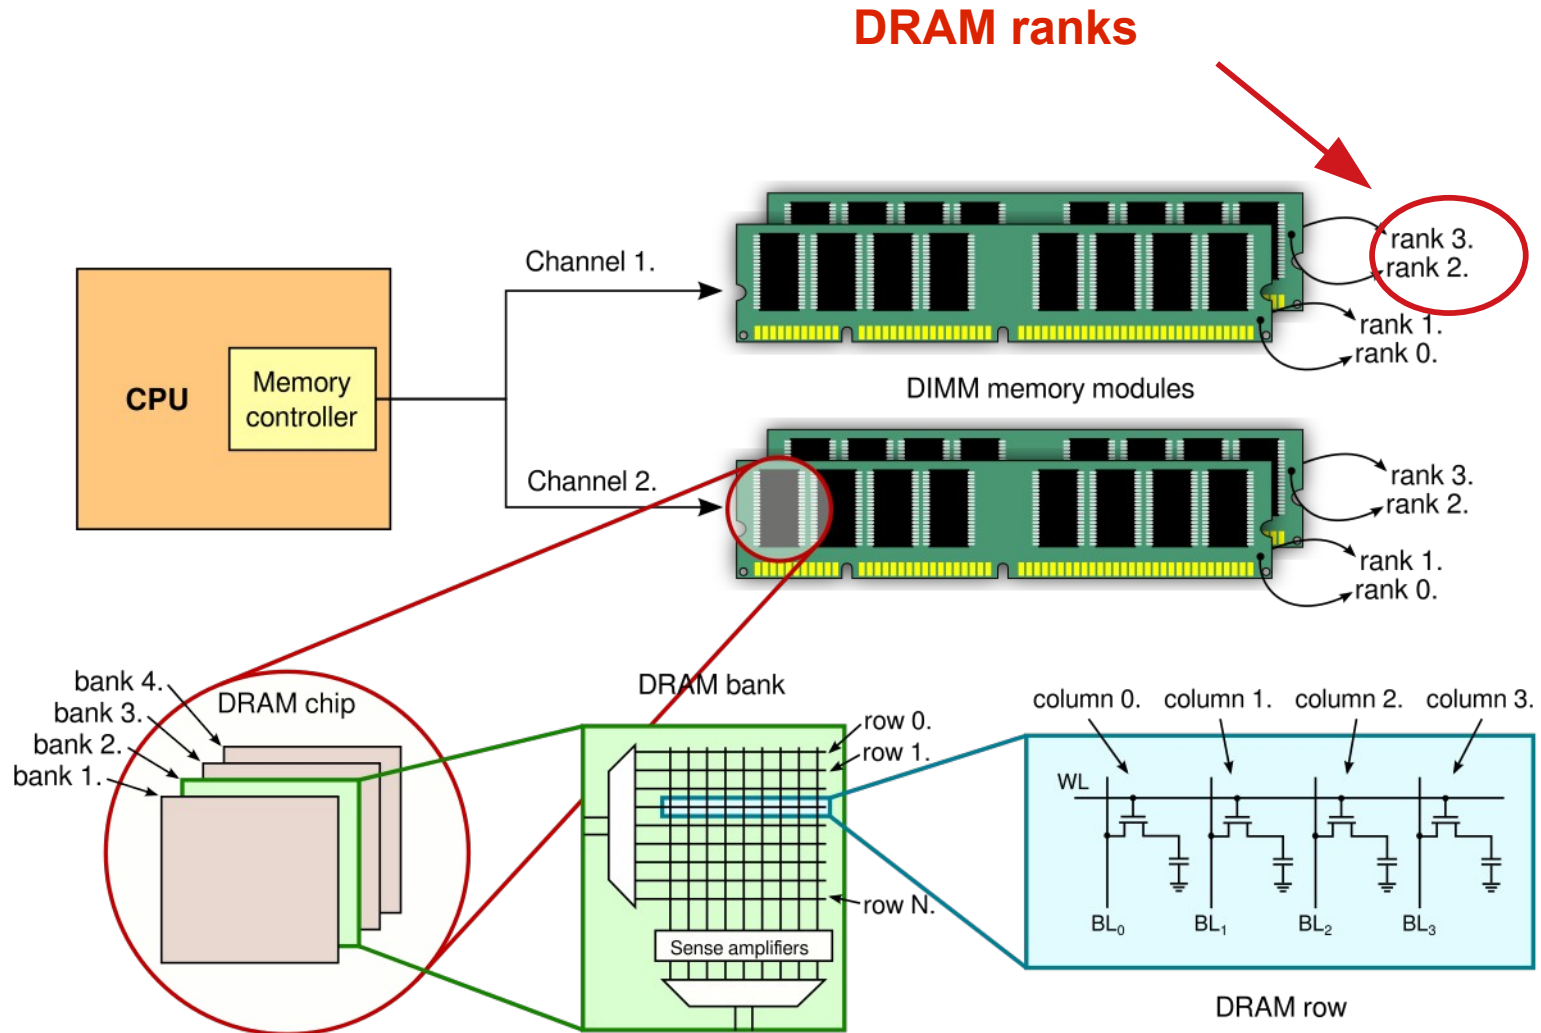 DRAM ranks
Channel 1.
rank 3.
rank 2.
rank 1.
rank 0.
CPU
Memory
controller
DIMM memory modules
Channel 2.
rank 3.
rank 2.
rank 1.
rank 0.
bank 4.
bank 3.
bank 2.
bank 1.
DRAM chip
DRAM bank
row 0.
row 1.
row N.
Sense amplifiers
column 0. column 1. column 2. column 3.
WL
BL₀ BL₁ BL₂ BL₃
DRAM row